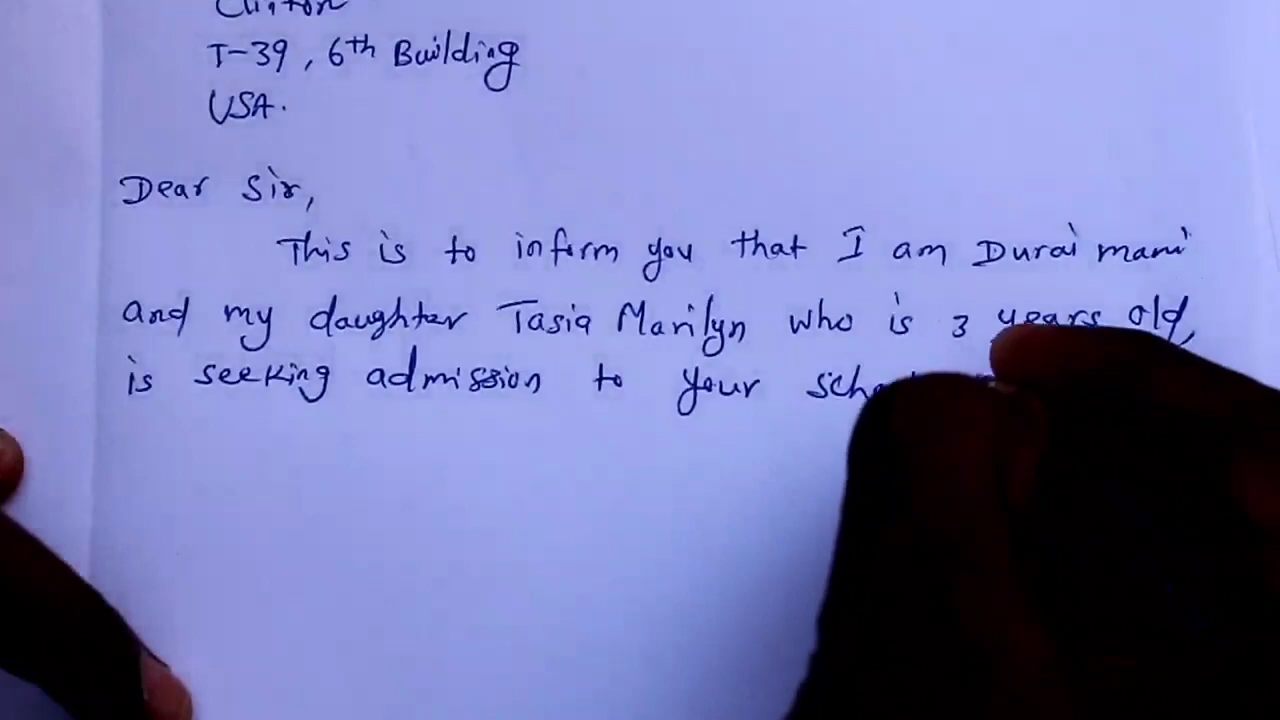 Clinton
T-39, 6th Building
USA.
Dear Sir,
This is to inform you that I am Durai mani
and my daughter Tasia Marilyn who is 3 years old,
is seeking admission to your